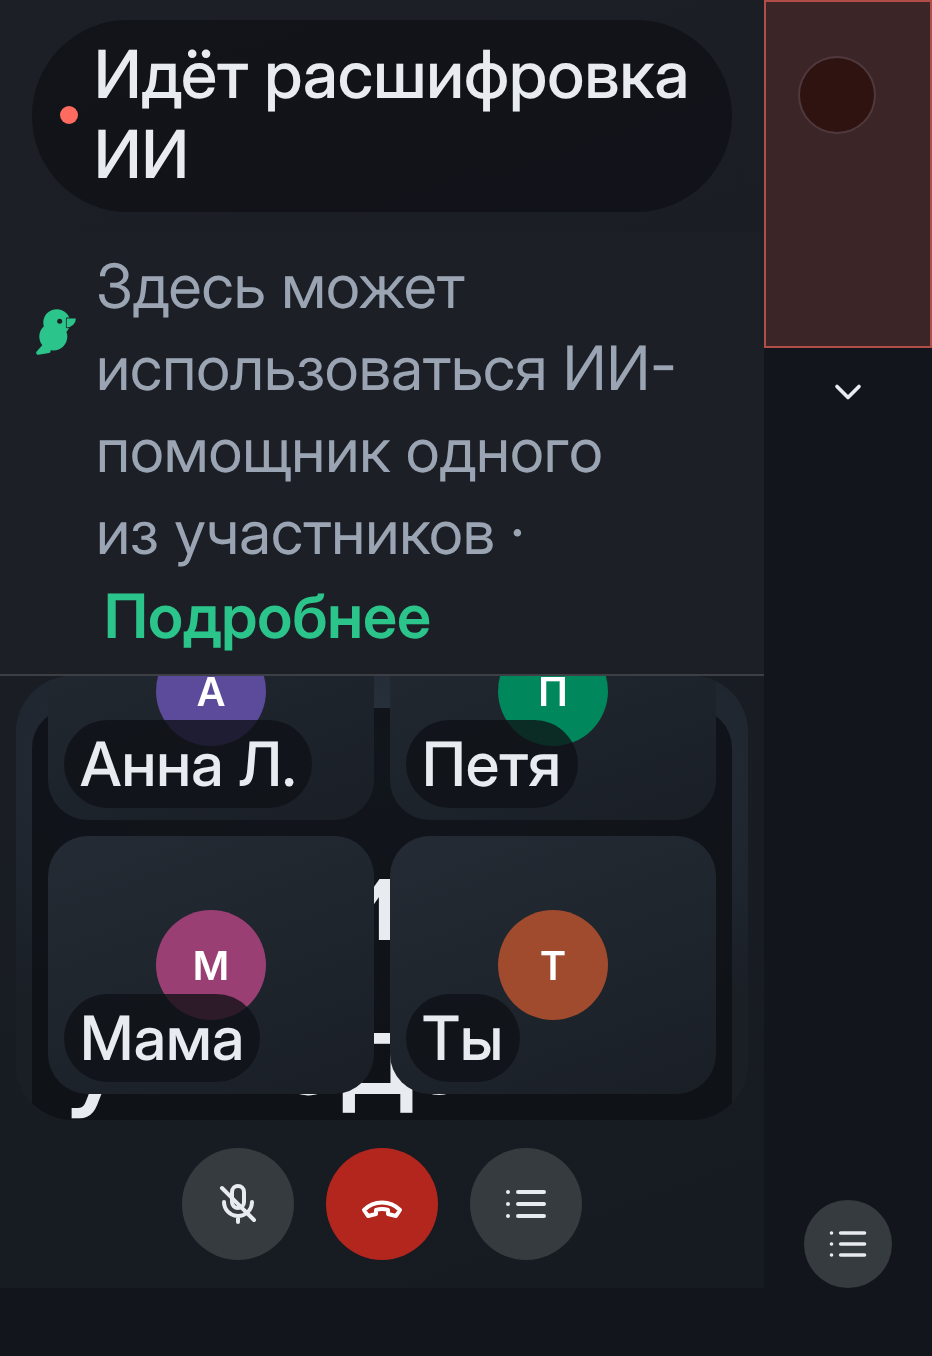 Идёт расшифровка
ИИ
Здесь может
использоваться ИИ-
помощник одного
из участников ·
Подробнее
А
П
Анна Л.
Петя
М
Т
Мама
Ты